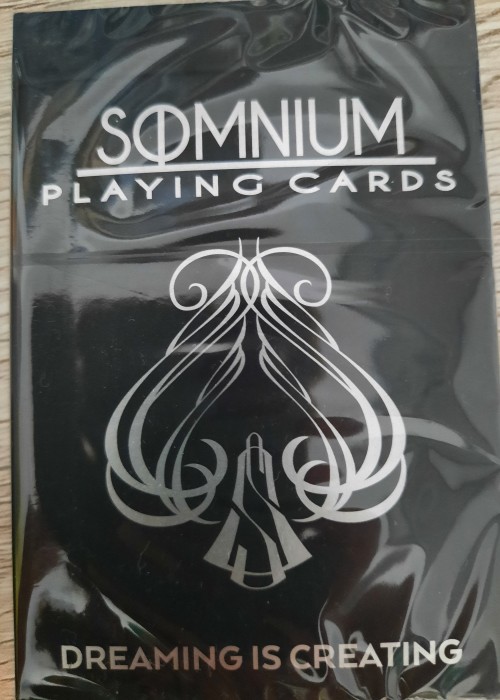 SOMNIUM
PLAYING CARDS
S
DREAMING IS CREATING